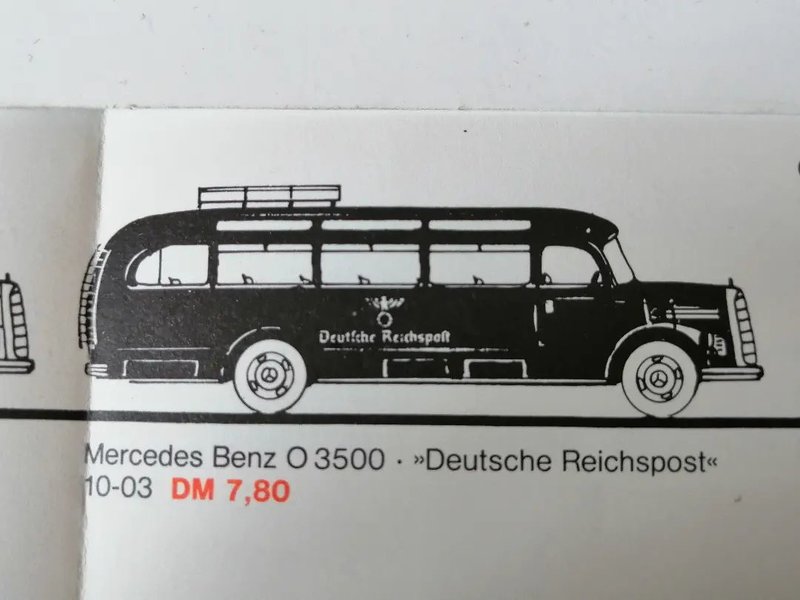 Deutsche Reichspost
Mercedes Benz O 3500 · »Deutsche Reichspost«
10-03 DM 7,80